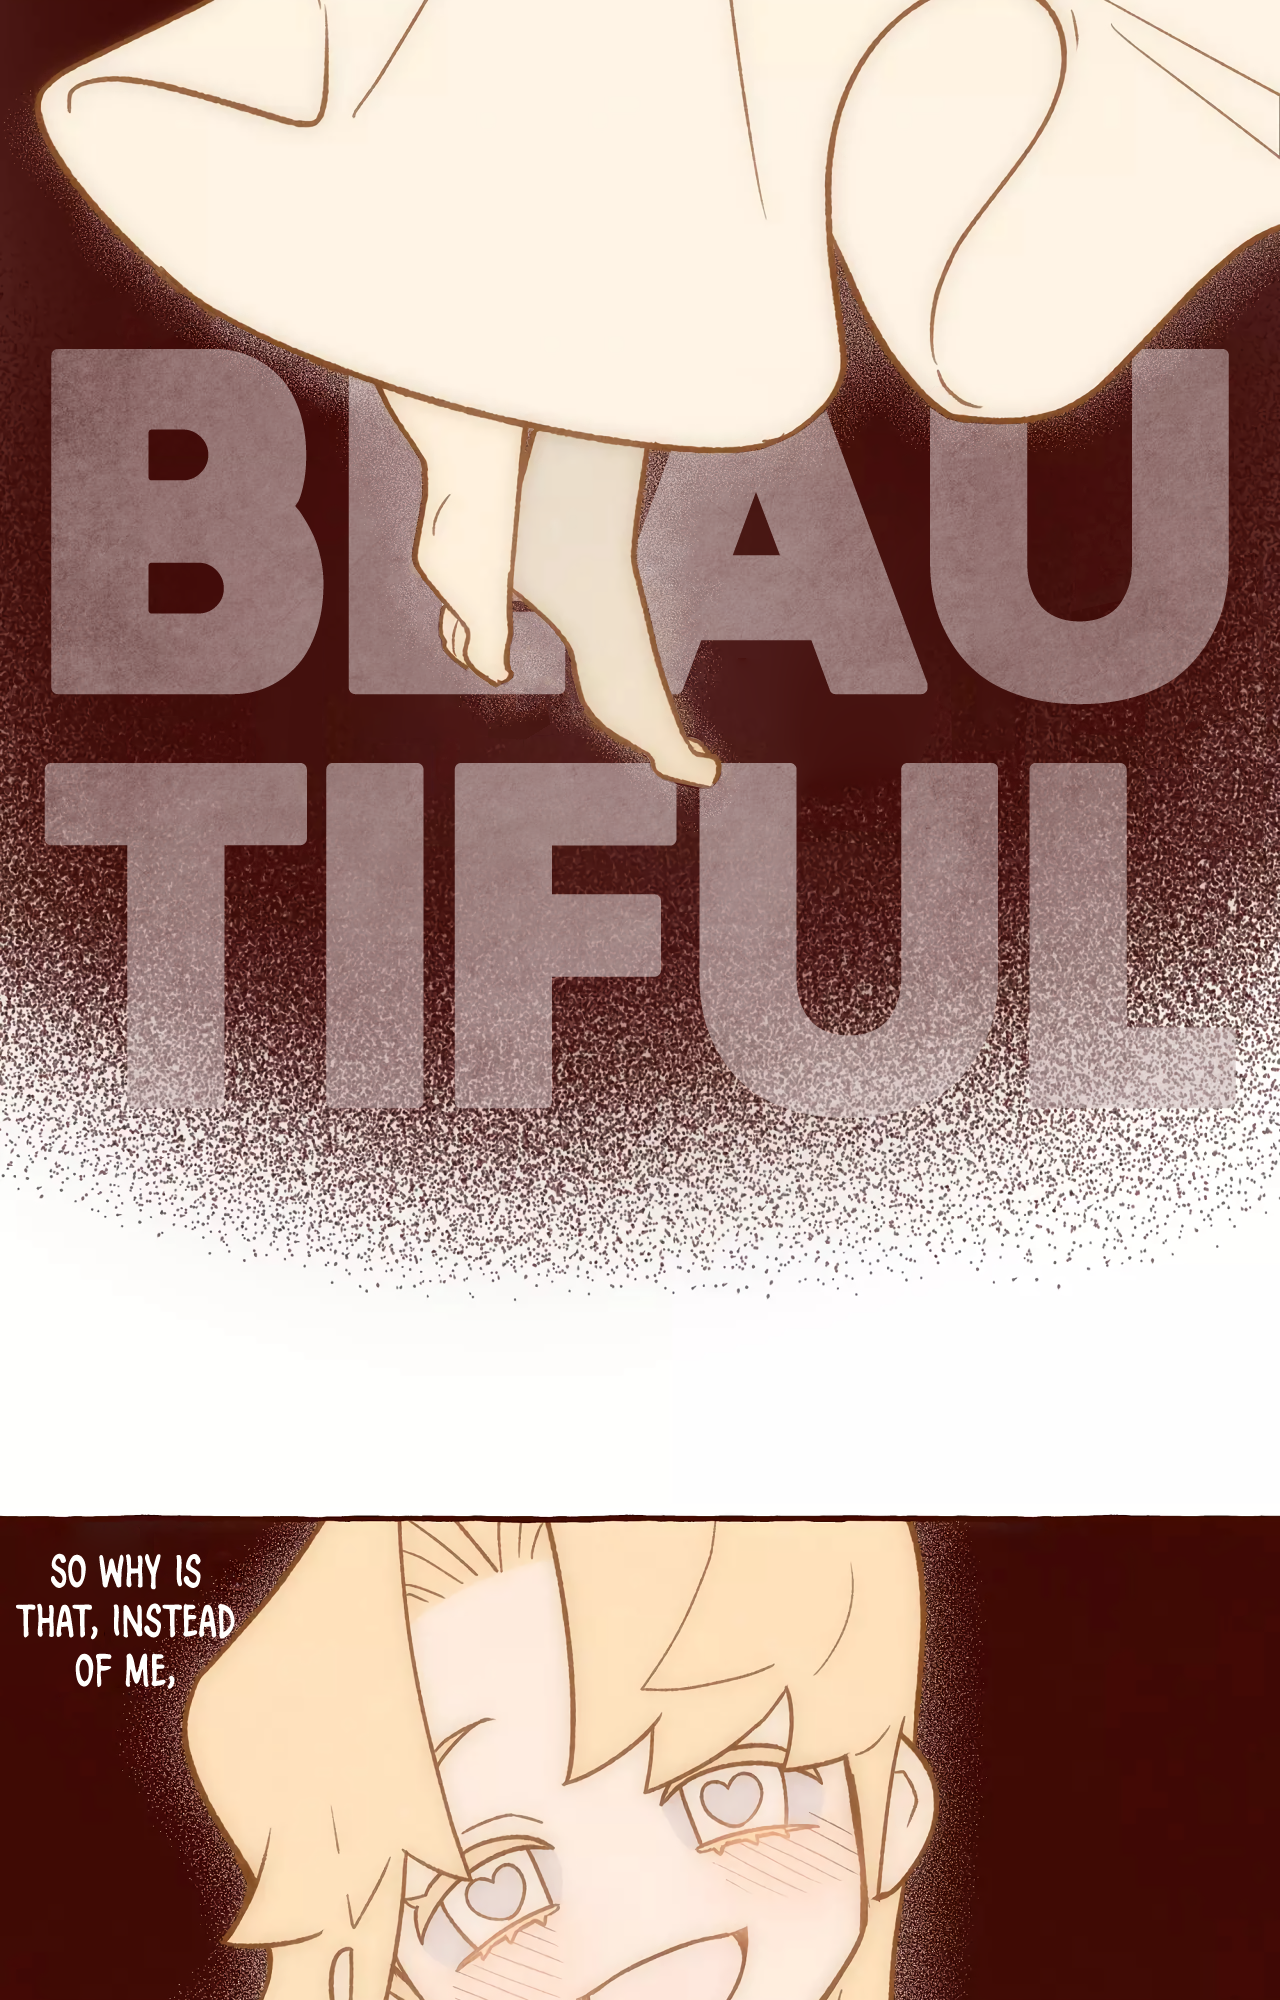 BEAU
TIFUL
SO WHY IS
THAT, INSTEAD
OF ME,